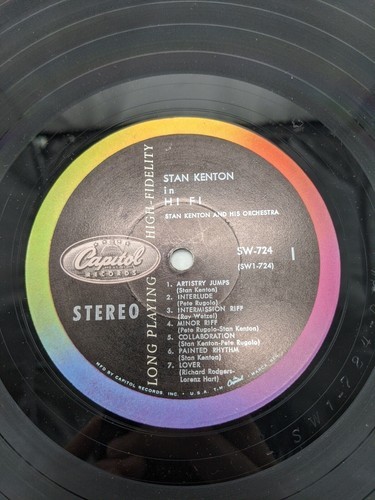 STAN KENTON
in
HI FI
STAN KENTON AND HIS ORCHESTRA
LONG PLAYING HIGH-FIDELITY
Capitol
RECORDS
STEREO
SW-724
(SW1-724)
1
1. ARTISTRY JUMPS
(Stan Kenton)
2. INTERLUDE
(Pete Rugolo)
3. INTERMISSION RIFF
(Ray Wetzel)
4. MINOR RIFF
(Pete Rugolo-Stan Kenton)
5. COLLABORATION
(Stan Kenton-Pete Rugolo)
6. PAINTED RHYTHM
(Stan Kenton)
7. LOVER
(Richard Rodgers-
Lorenz Hart)
MFD BY CAPITOL RECORDS, INC. • U.S.A. T.M.
SW1-72